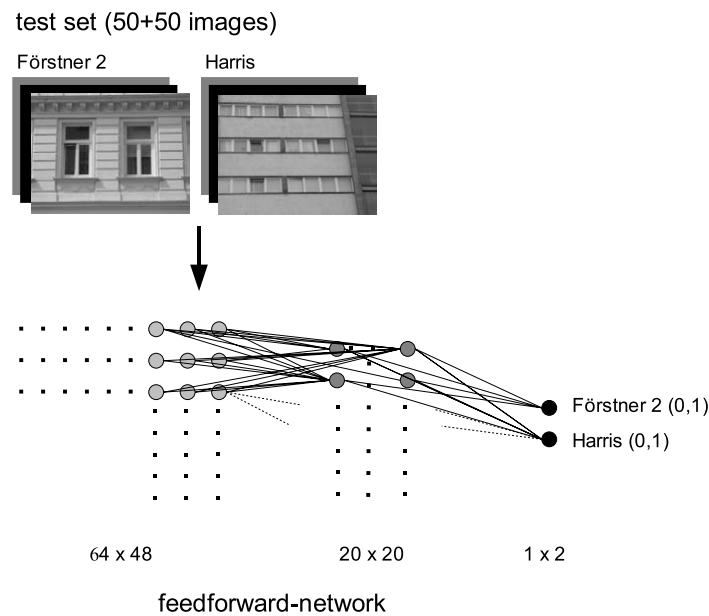 test set (50+50 images)
Förstner 2
Harris
Förstner 2 (0,1)
Harris (0,1)
64 x 48
20 x 20
1 x 2
feedforward-network